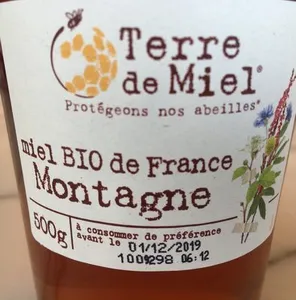 Terre
de Miel®
Protégeons nos abeilles*
miel BIO de France
Montagne
500g
à consommer de préférence
avant le 01/12/2019
1009298 06:12